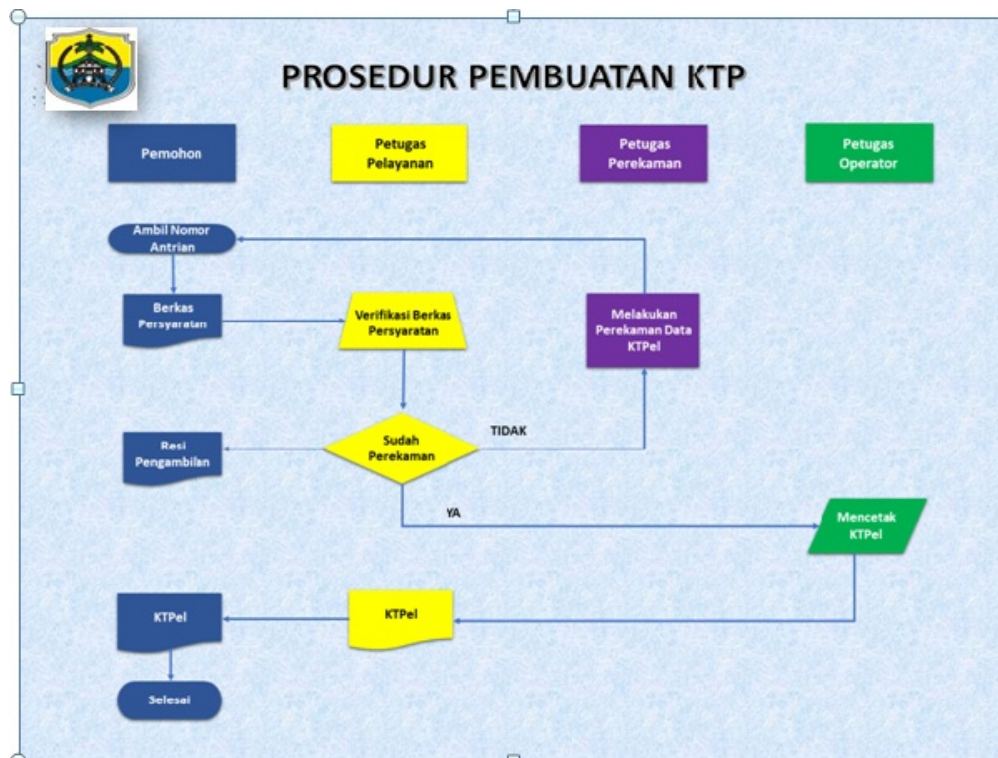 PROSEDUR PEMBUATAN KTP
Pemohon
Petugas
Pelayanan
Petugas
Perekaman
Petugas
Operator
Ambil Nomor
Antrian
Berkas
Persyaratan
Verifikasi Berkas
Persyaratan
Melakukan
Perekaman Data
KTPel
Resi
Pengambilan
Sudah
Perekaman
TIDAK
YA
Mencetak
KTPel
KTPel
KTPel
Selesai